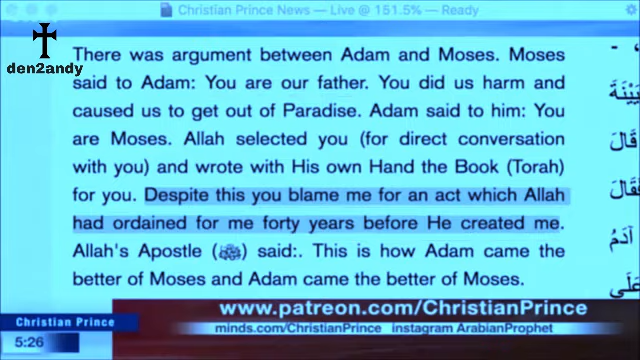 Christian Prince News — Live @ 151.5% — Ready
den2andy
There was argument between Adam and Moses. Moses
said to Adam: You are our father. You did us harm and
caused us to get out of Paradise. Adam said to him: You
are Moses. Allah selected you (for direct conversation
with you) and wrote with His own Hand the Book (Torah)
for you. Despite this you blame me for an act which Allah
had ordained for me forty years before He created me.
Allah's Apostle (ﷺ) said:. This is how Adam came the
better of Moses and Adam came the better of Moses.
قَالَ
فَقَالَ
آدَمُ
www.patreon.com/ChristianPrince
Christian Prince
minds.com/ChristianPrince instagram ArabianProphet
5:26